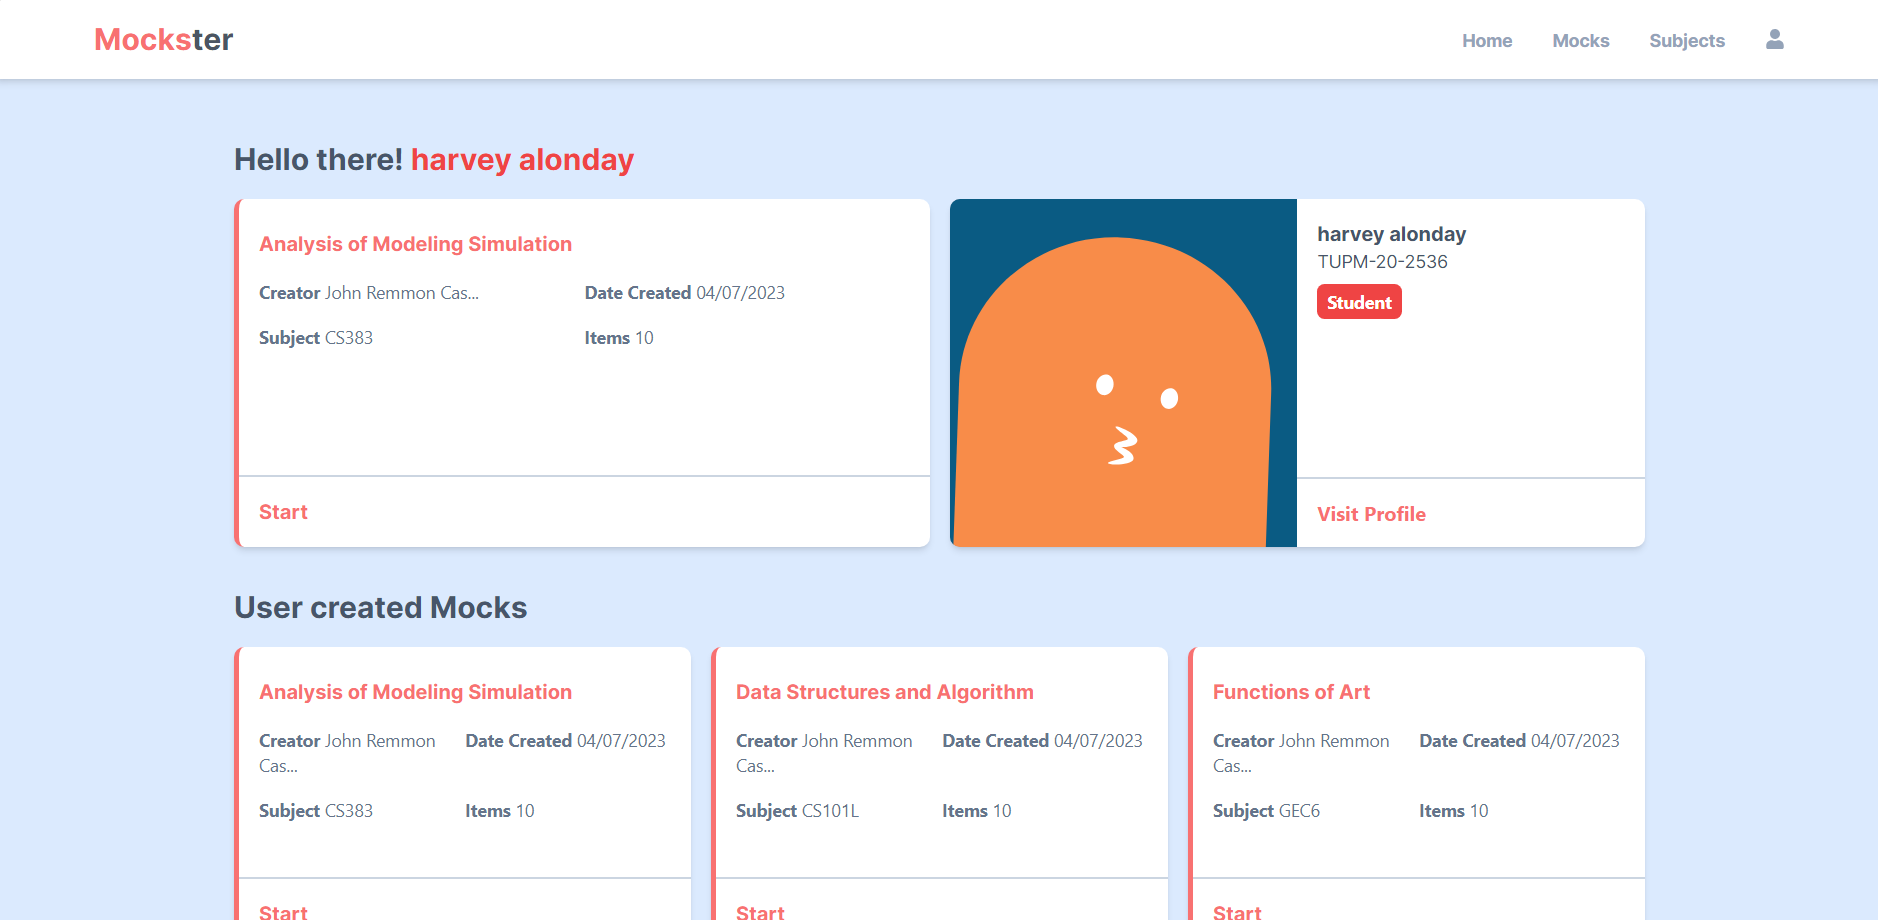 Mockster
Home Mocks Subjects
Hello there! harvey alonday
Analysis of Modeling Simulation
Creator John Remmon Cas... Date Created 04/07/2023
Subject CS383 Items 10
Start
harvey alonday
TUPM-20-2536
Student
Visit Profile
User created Mocks
Analysis of Modeling Simulation
Creator John Remmon
Cas...
Date Created 04/07/2023
Subject CS383 Items 10
Start
Data Structures and Algorithm
Creator John Remmon
Cas...
Date Created 04/07/2023
Subject CS101L Items 10
Start
Functions of Art
Creator John Remmon
Cas...
Date Created 04/07/2023
Subject GEC6 Items 10
Start